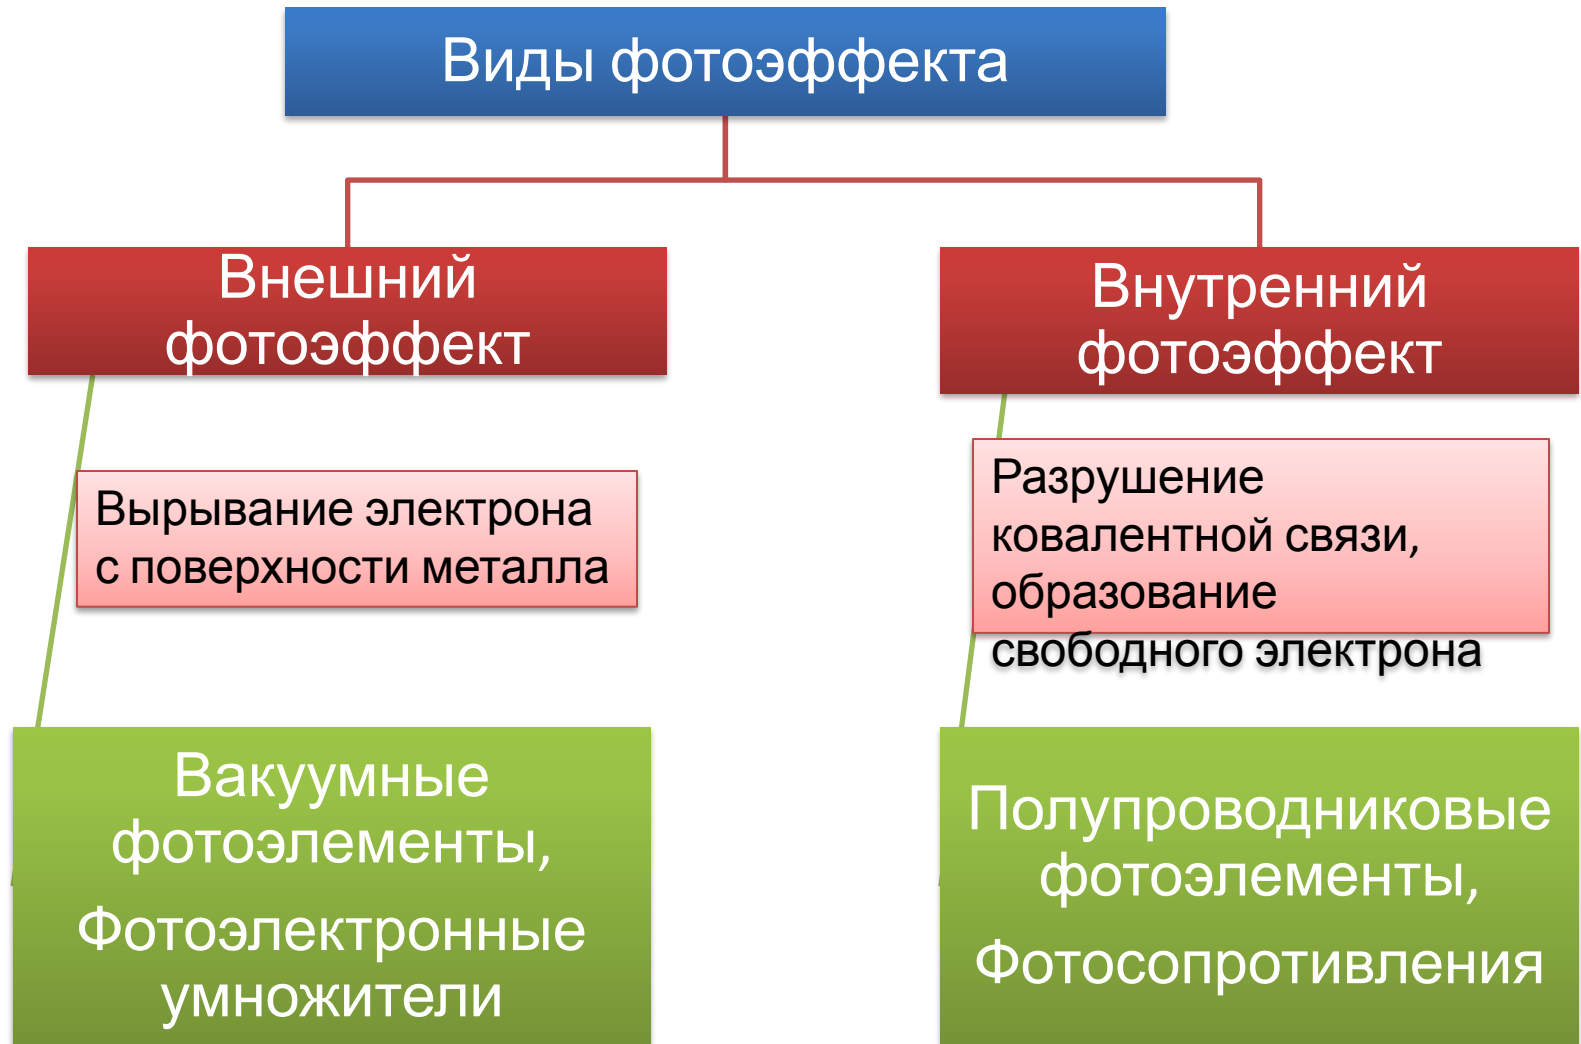 Виды фотоэффекта
Внешний
фотоэффект
Вырывание электрона
с поверхности металла
Вакуумные
фотоэлементы,
Фотоэлектронные
умножители
Внутренний
фотоэффект
Разрушение
ковалентной связи,
образование
свободного электрона
Полупроводниковые
фотоэлементы,
Фотосопротивления